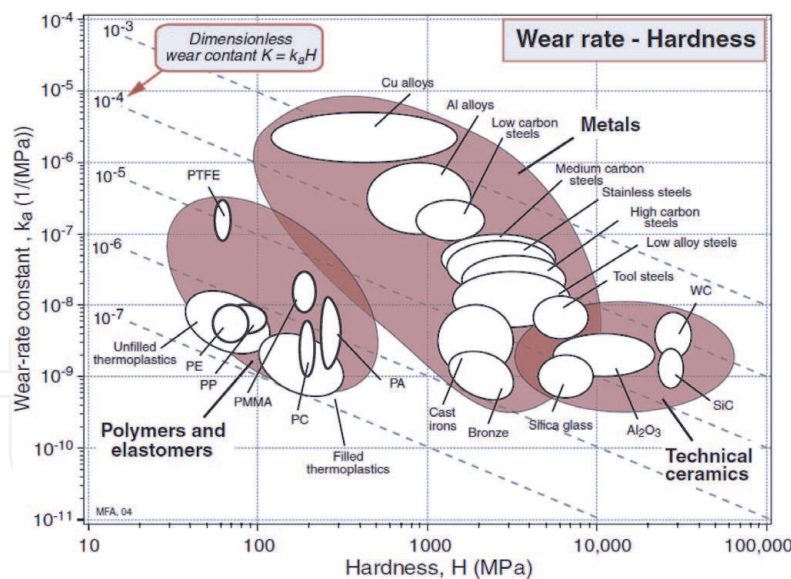 Wear rate - Hardness
Dimensionless
wear contant K = kₐH
Wear-rate constant , kₐ (1/(MPa))
10⁻⁴
10⁻⁵
10⁻⁶
10⁻⁷
10⁻⁸
10⁻⁹
10⁻¹⁰
10⁻¹¹
10⁻³
10⁻⁴
10⁻⁵
10⁻⁶
10⁻⁷
Cu alloys
Al alloys
Low carbon
steels
Metals
Medium carbon
steels
Stainless steels
High carbon
steels
Low alloy steels
Tool steels
WC
PTFE
Unfilled
thermoplastics
PE
PP
PMMA
PC
PA
Polymers and
elastomers
Filled
thermoplastics
Cast
irons
Bronze
Silica glass
Al₂O₃
SiC
Technical
ceramics
MFA, 04
10
100
1000
10,000
100,000
Hardness, H (MPa)